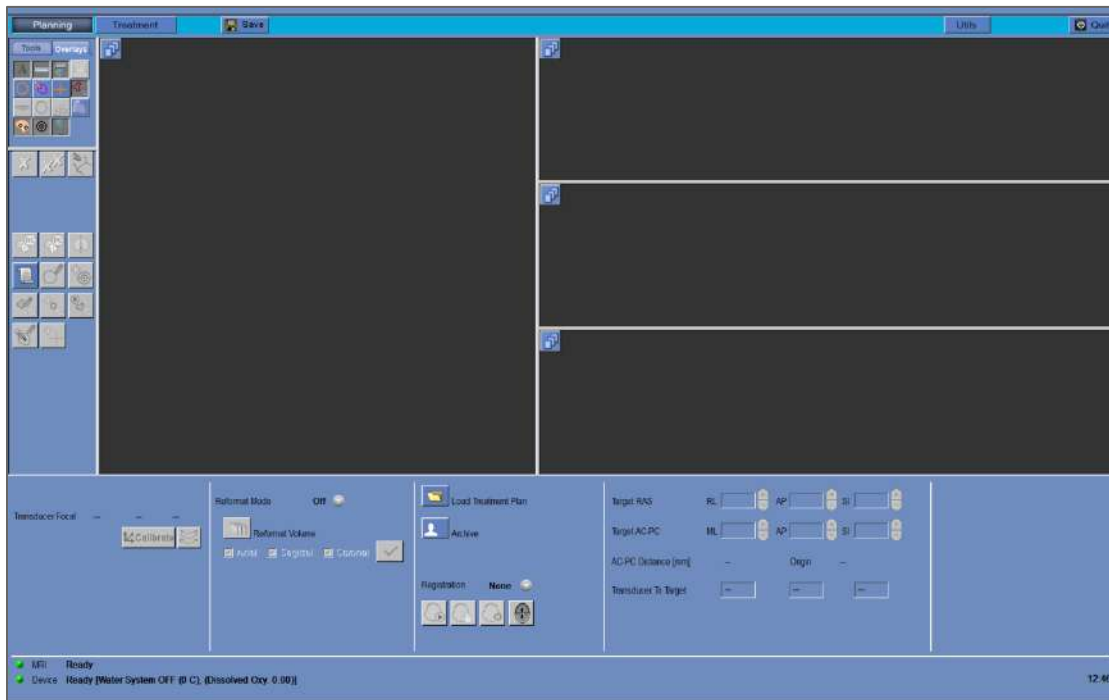 Planning Treatment Save Utils Quit
Tools Overlays
Reformat Mode Off
Load Treatment Plan
Target RAS RL AP SI
Transducer Focal -- -- --
Calibrate
Reformat Volume
Archive
Target AC-PC ML AP SI
Axial Sagittal Coronal
AC-PC Distance [mm] -- Origin --
Registration None
Transducer To Target -- -- --
MRI Ready
Device Ready [Water System OFF (0 C), (Dissolved Oxy. 0.00)]